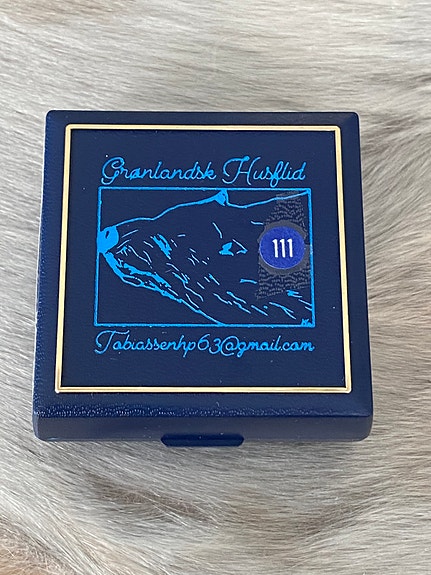 Grønlandsk Husflid
111
Tobiassenhp63@gmail.com